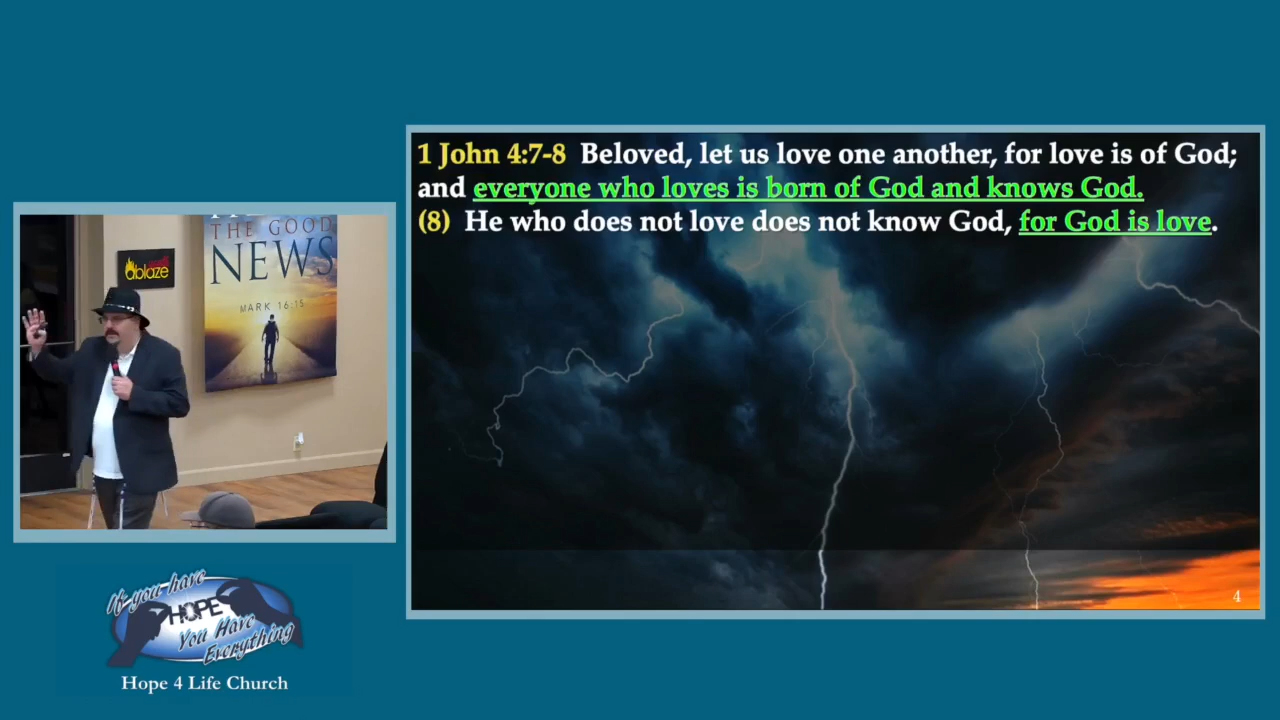 1 John 4:7-8 Beloved, let us love one another, for love is of God;
and everyone who loves is born of God and knows God.
(8) He who does not love does not know God, for God is love.
4
THE GOOD
NEWS
MARK 16:15
ablaze
If you have
HOPE
You Have
Everything
Hope 4 Life Church